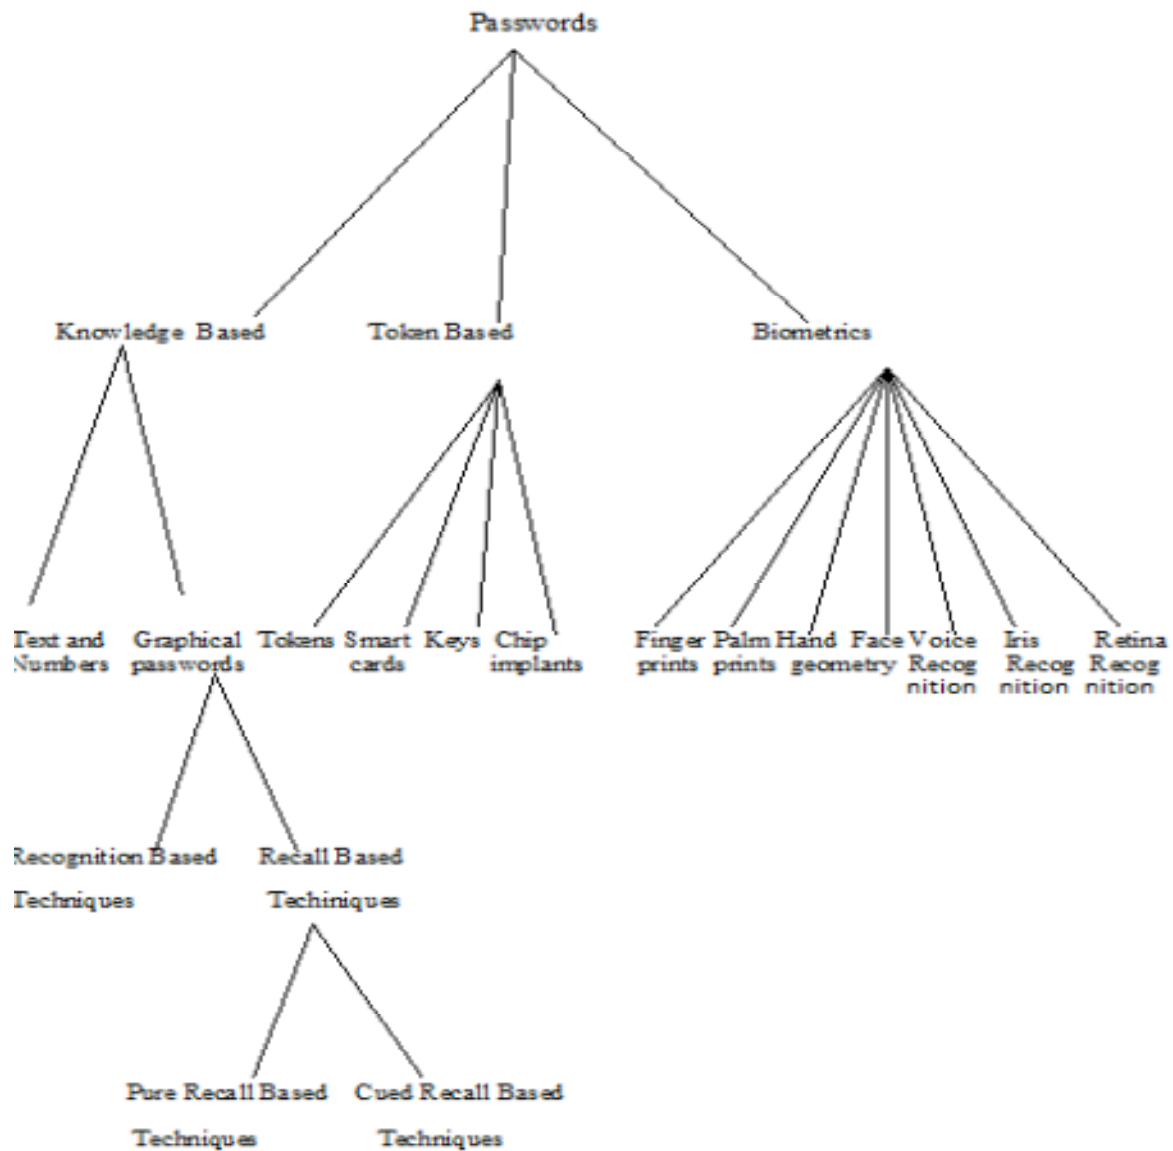 Passwords
Knowledge Based Token Based Biometrics
Text and Graphical Tokens Smart Keys Chip Finger Palm Hand Face Voice Iris Retina
Numbers passwords cards implants prints prints geometry Recog Recog Recog
nition nition nition
Recognition Based Recall Based
Techniques Techiniques
Pure Recall Based Cued Recall Based
Techniques Techniques